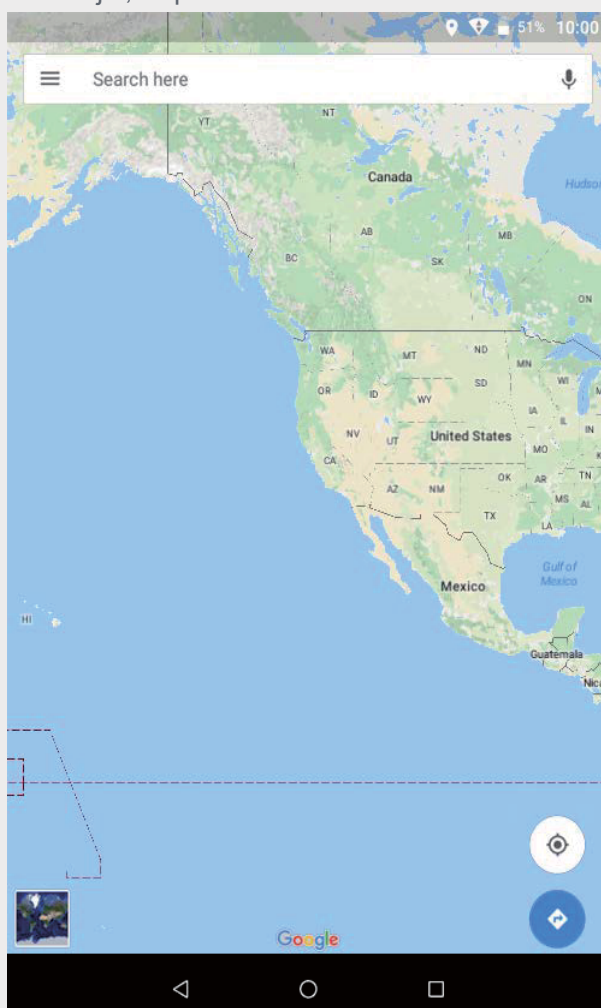 51% 10:00
Search here
YT
NT
Canada
Hudso
BC
AB
SK
MB
ON
WA
MT
ND
MN
OR
ID
WY
SD
WI
IA
NV
UT
United States
IL
IN
CA
MO
AZ
NM
OK
AR
TN
TX
MS
AL
LA
Gulf of
Mexico
Mexico
HI
Guatemala
Nica
Google